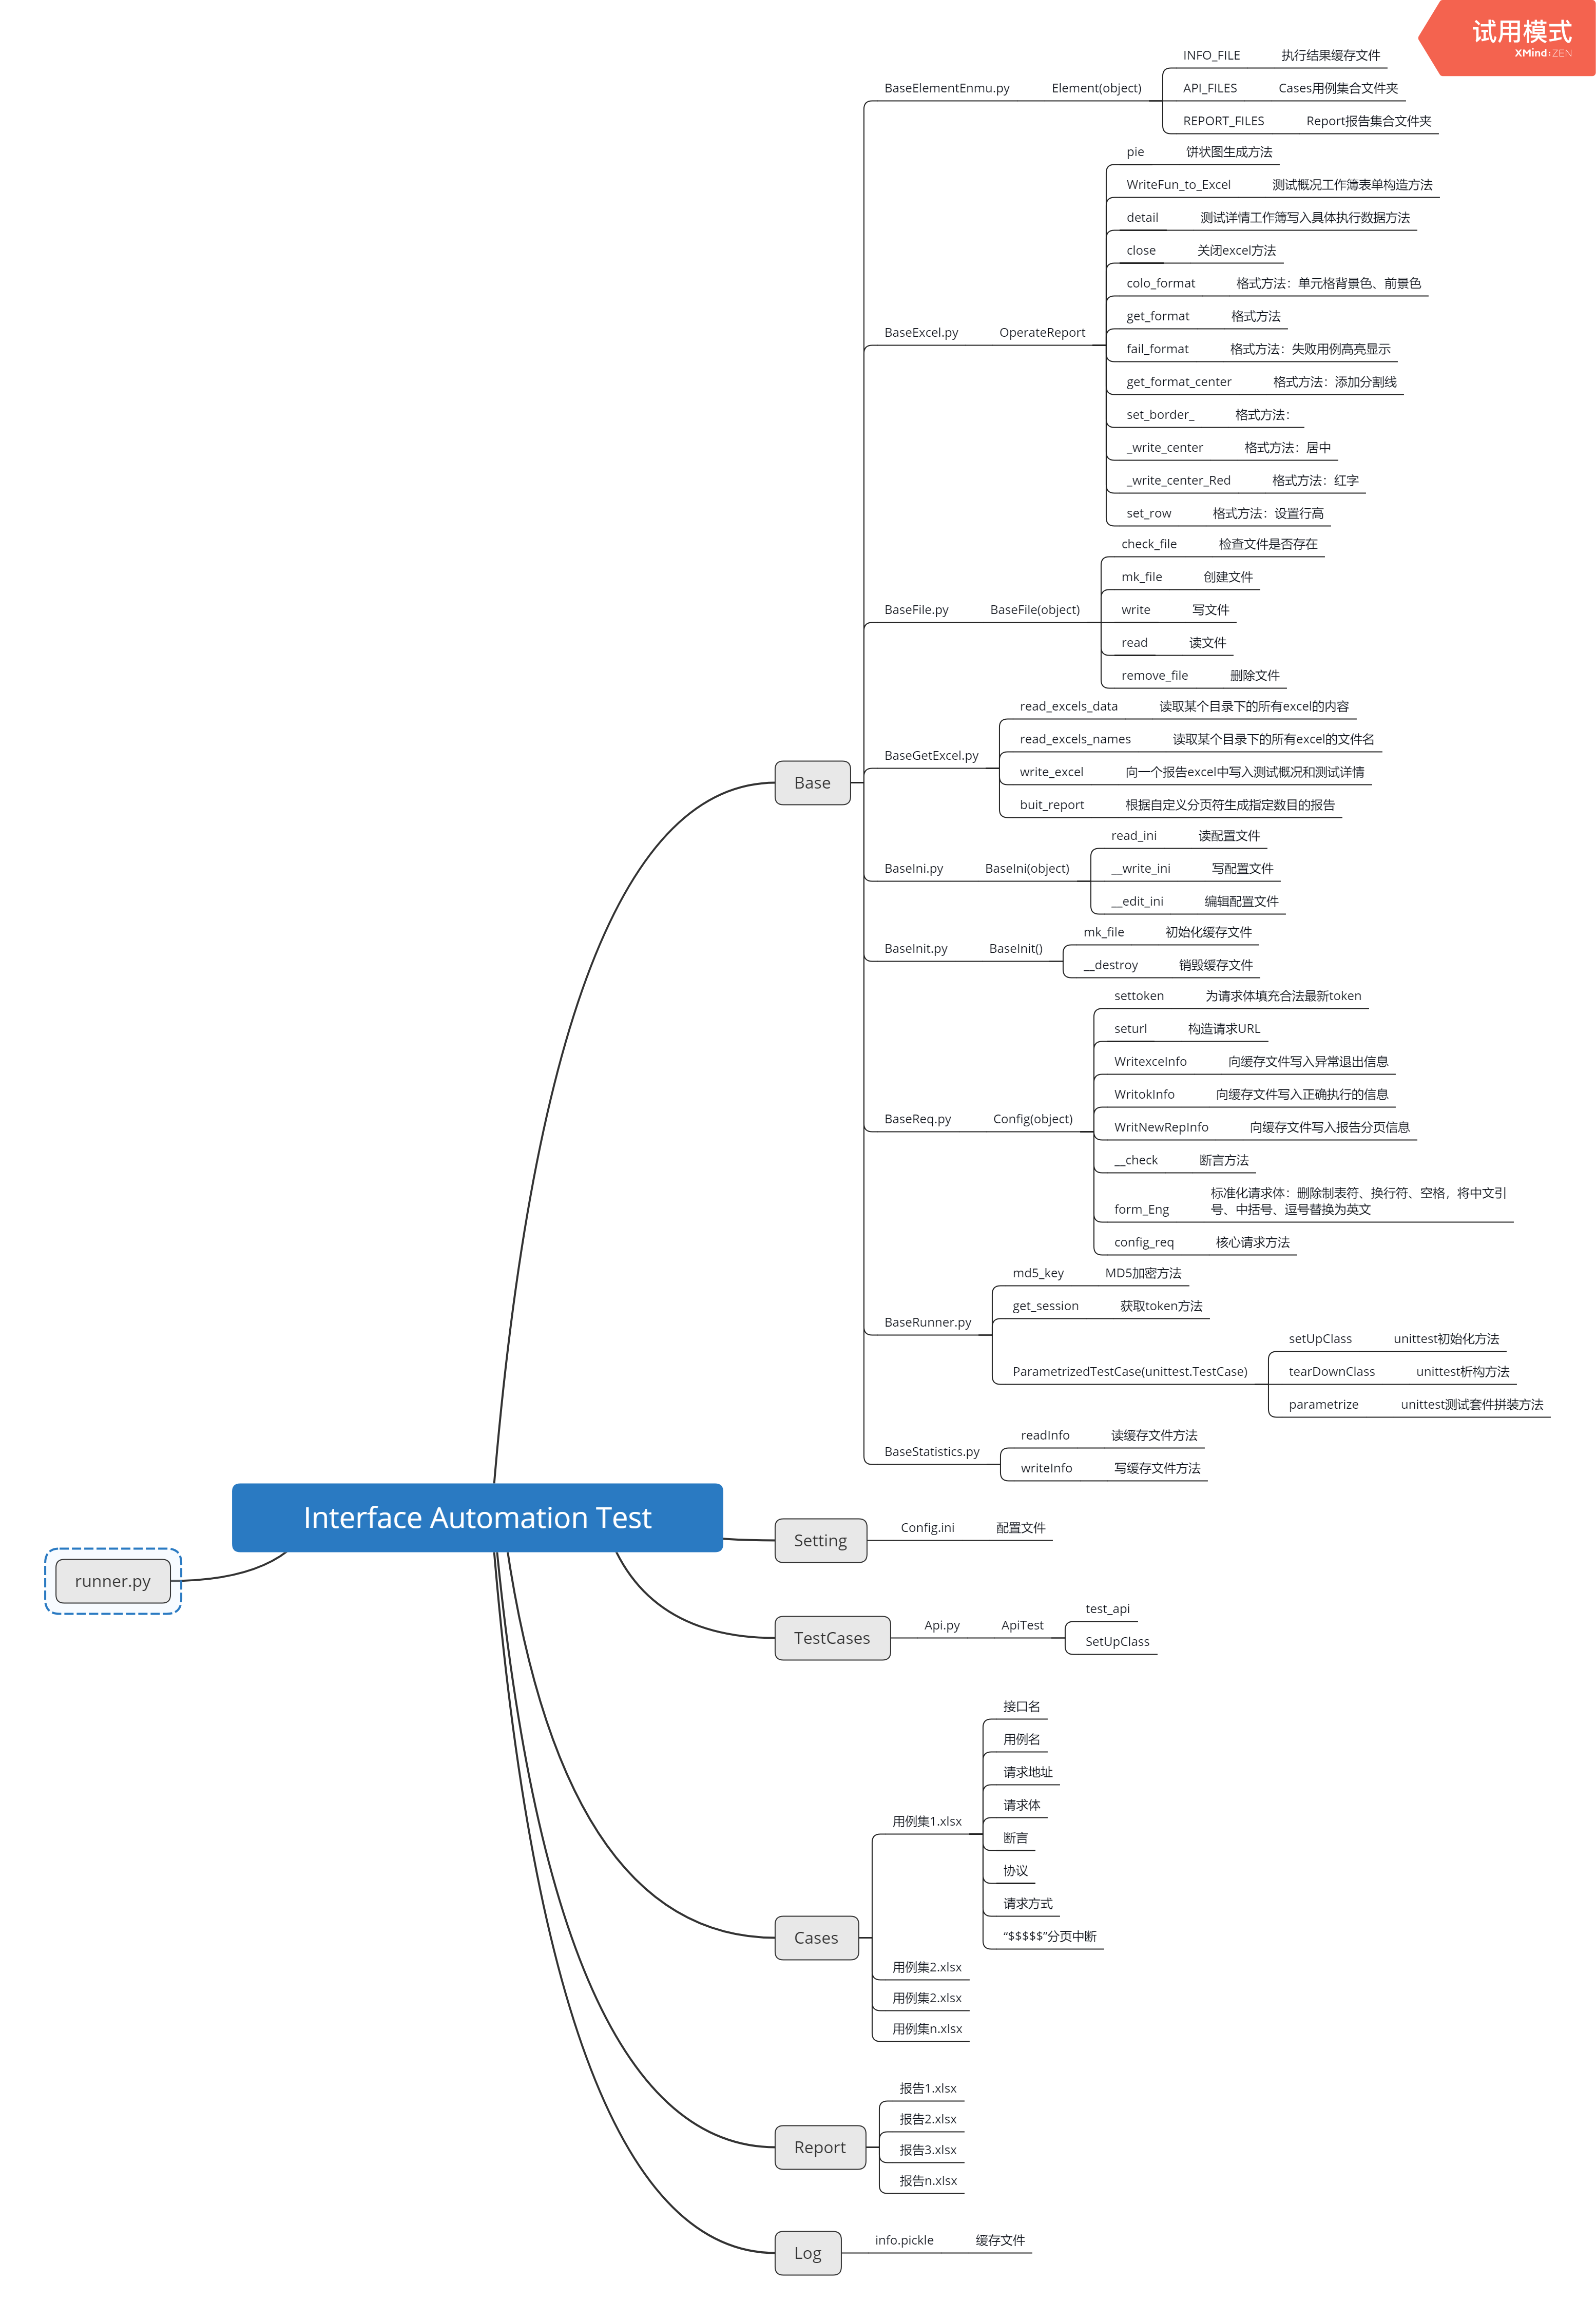 试用模式
XMind:ZEN
Interface Automation Test
runner.py
Base
BaseElementEnmu.py
Element(object)
INFO_FILE
执行结果缓存文件
API_FILES
Cases用例集合文件夹
REPORT_FILES
Report报告集合文件夹
BaseExcel.py
OperateReport
pie
饼状图生成方法
WriteFun_to_Excel
测试概况工作簿表单构造方法
detail
测试详情工作簿写入具体执行数据方法
close
关闭excel方法
colo_format
格式方法：单元格背景色、前景色
get_format
格式方法
fail_format
格式方法：失败用例高亮显示
get_format_center
格式方法：添加分割线
set_border_
格式方法：
_write_center
格式方法：居中
_write_center_Red
格式方法：红字
set_row
格式方法：设置行高
BaseFile.py
BaseFile(object)
check_file
检查文件是否存在
mk_file
创建文件
write
写文件
read
读文件
remove_file
删除文件
BaseGetExcel.py
read_excels_data
读取某个目录下的所有excel的内容
read_excels_names
读取某个目录下的所有excel的文件名
write_excel
向一个报告excel中写入测试概况和测试详情
buit_report
根据自定义分页符生成指定数目的报告
BaseIni.py
BaseIni(object)
read_ini
读配置文件
__write_ini
写配置文件
__edit_ini
编辑配置文件
BaseInit.py
BaseInit()
mk_file
初始化缓存文件
__destroy
销毁缓存文件
BaseReq.py
Config(object)
settoken
为请求体填充合法最新token
seturl
构造请求URL
WritexceInfo
向缓存文件写入异常退出信息
WritokInfo
向缓存文件写入正确执行的信息
WritNewRepInfo
向缓存文件写入报告分页信息
__check
断言方法
form_Eng
标准化请求体：删除制表符、换行符、空格，将中文引
号、中括号、逗号替换为英文
config_req
核心请求方法
BaseRunner.py
md5_key
MD5加密方法
get_session
获取token方法
ParametrizedTestCase(unittest.TestCase)
setUpClass
unittest初始化方法
tearDownClass
unittest析构方法
parametrize
unittest测试套件拼装方法
BaseStatistics.py
readInfo
读缓存文件方法
writeInfo
写缓存文件方法
Setting
Config.ini
配置文件
TestCases
Api.py
ApiTest
test_api
SetUpClass
Cases
用例集1.xlsx
接口名
用例名
请求地址
请求体
断言
协议
请求方式
“$$$$$”分页中断
用例集2.xlsx
用例集2.xlsx
用例集n.xlsx
Report
报告1.xlsx
报告2.xlsx
报告3.xlsx
报告n.xlsx
Log
info.pickle
缓存文件